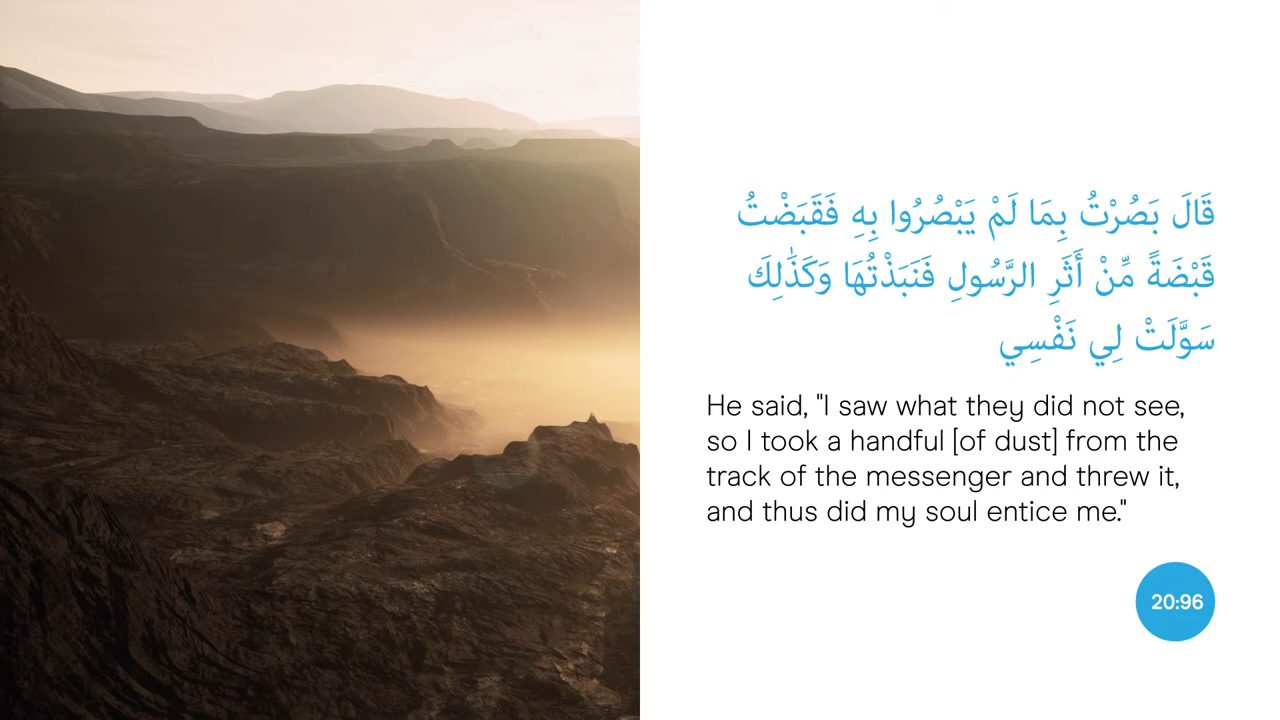 قَالَ بَصُرْتُ بِمَا لَمْ يَبْصُرُوا بِهِ فَقَبَضْتُ
قَبْضَةً مِّنْ أَثَرِ الرَّسُولِ فَنَبَذْتُهَا وَكَذَٰلِكَ
سَوَّلَتْ لِي نَفْسِي
He said, "I saw what they did not see,
so I took a handful [of dust] from the
track of the messenger and threw it,
and thus did my soul entice me."
20:96